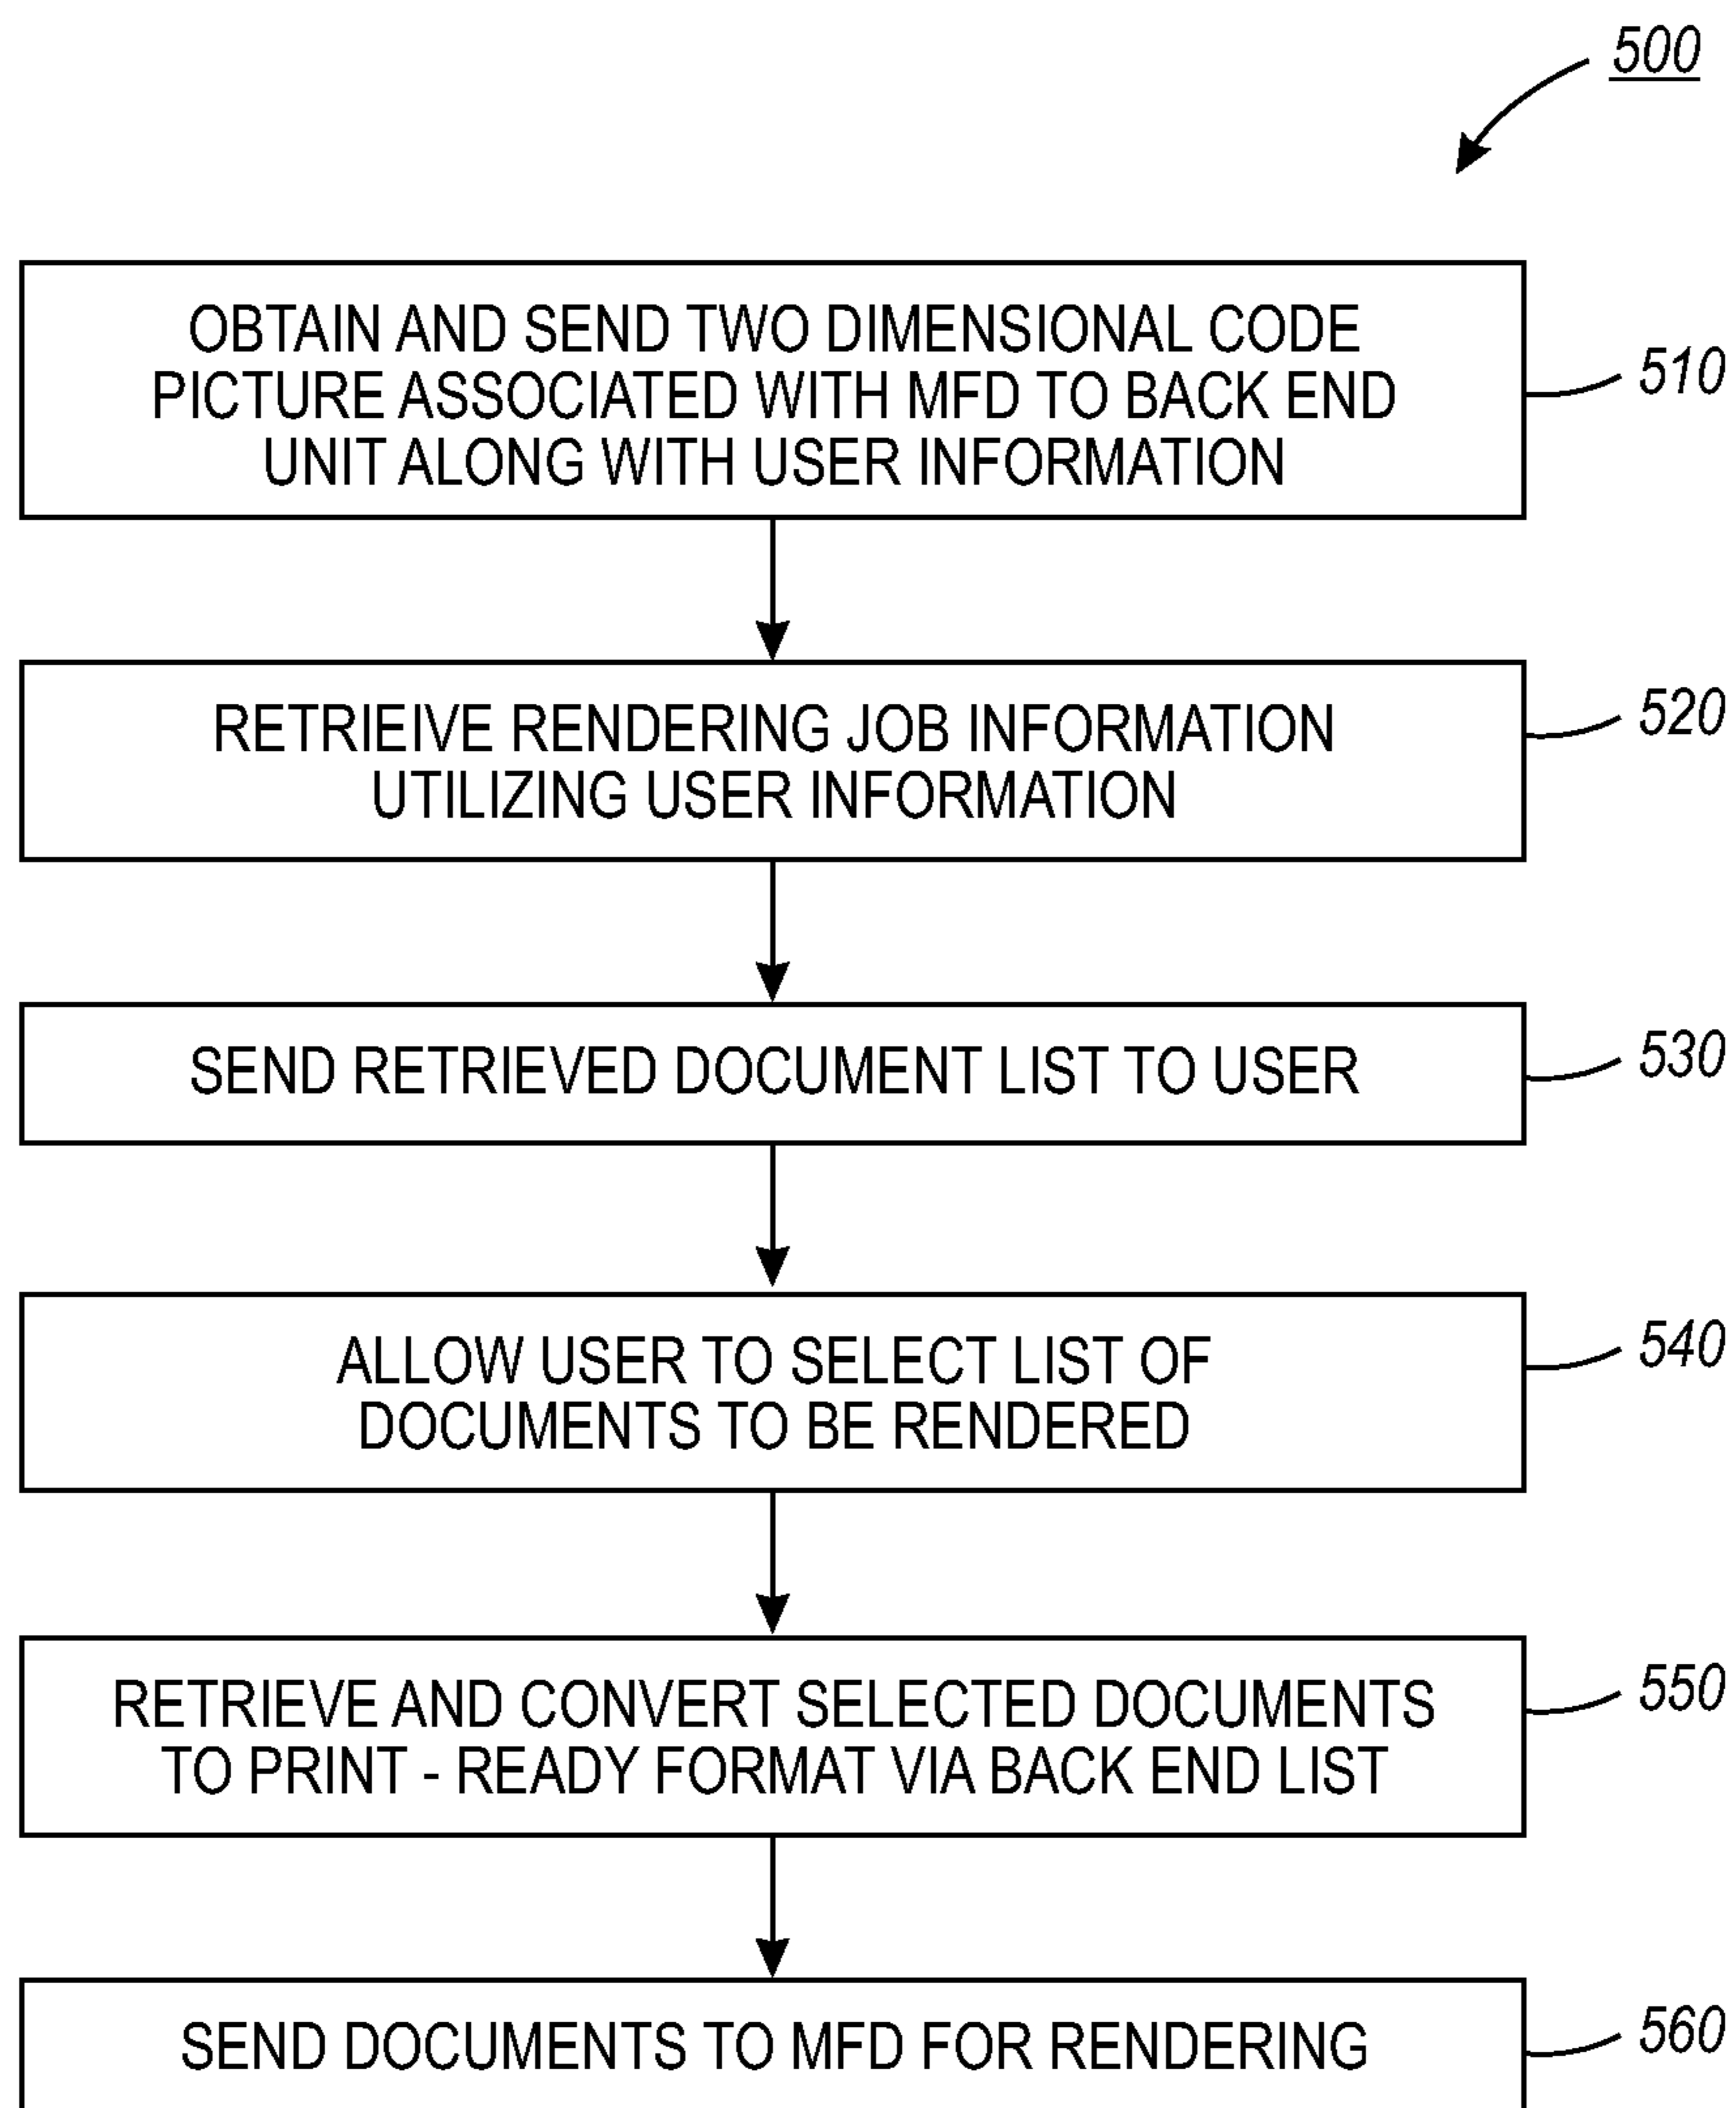 500
OBTAIN AND SEND TWO DIMENSIONAL CODE
PICTURE ASSOCIATED WITH MFD TO BACK END
UNIT ALONG WITH USER INFORMATION
510
RETRIEIVE RENDERING JOB INFORMATION
UTILIZING USER INFORMATION
520
SEND RETRIEVED DOCUMENT LIST TO USER
530
ALLOW USER TO SELECT LIST OF
DOCUMENTS TO BE RENDERED
540
RETRIEVE AND CONVERT SELECTED DOCUMENTS
TO PRINT - READY FORMAT VIA BACK END LIST
550
SEND DOCUMENTS TO MFD FOR RENDERING
560